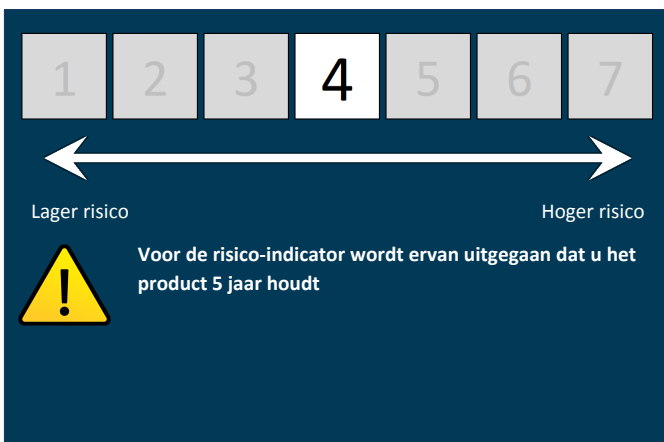 1 2 3 4 5 6 7
Lager risico Hoger risico
Voor de risico-indicator wordt ervan uitgegaan dat u het
product 5 jaar houdt